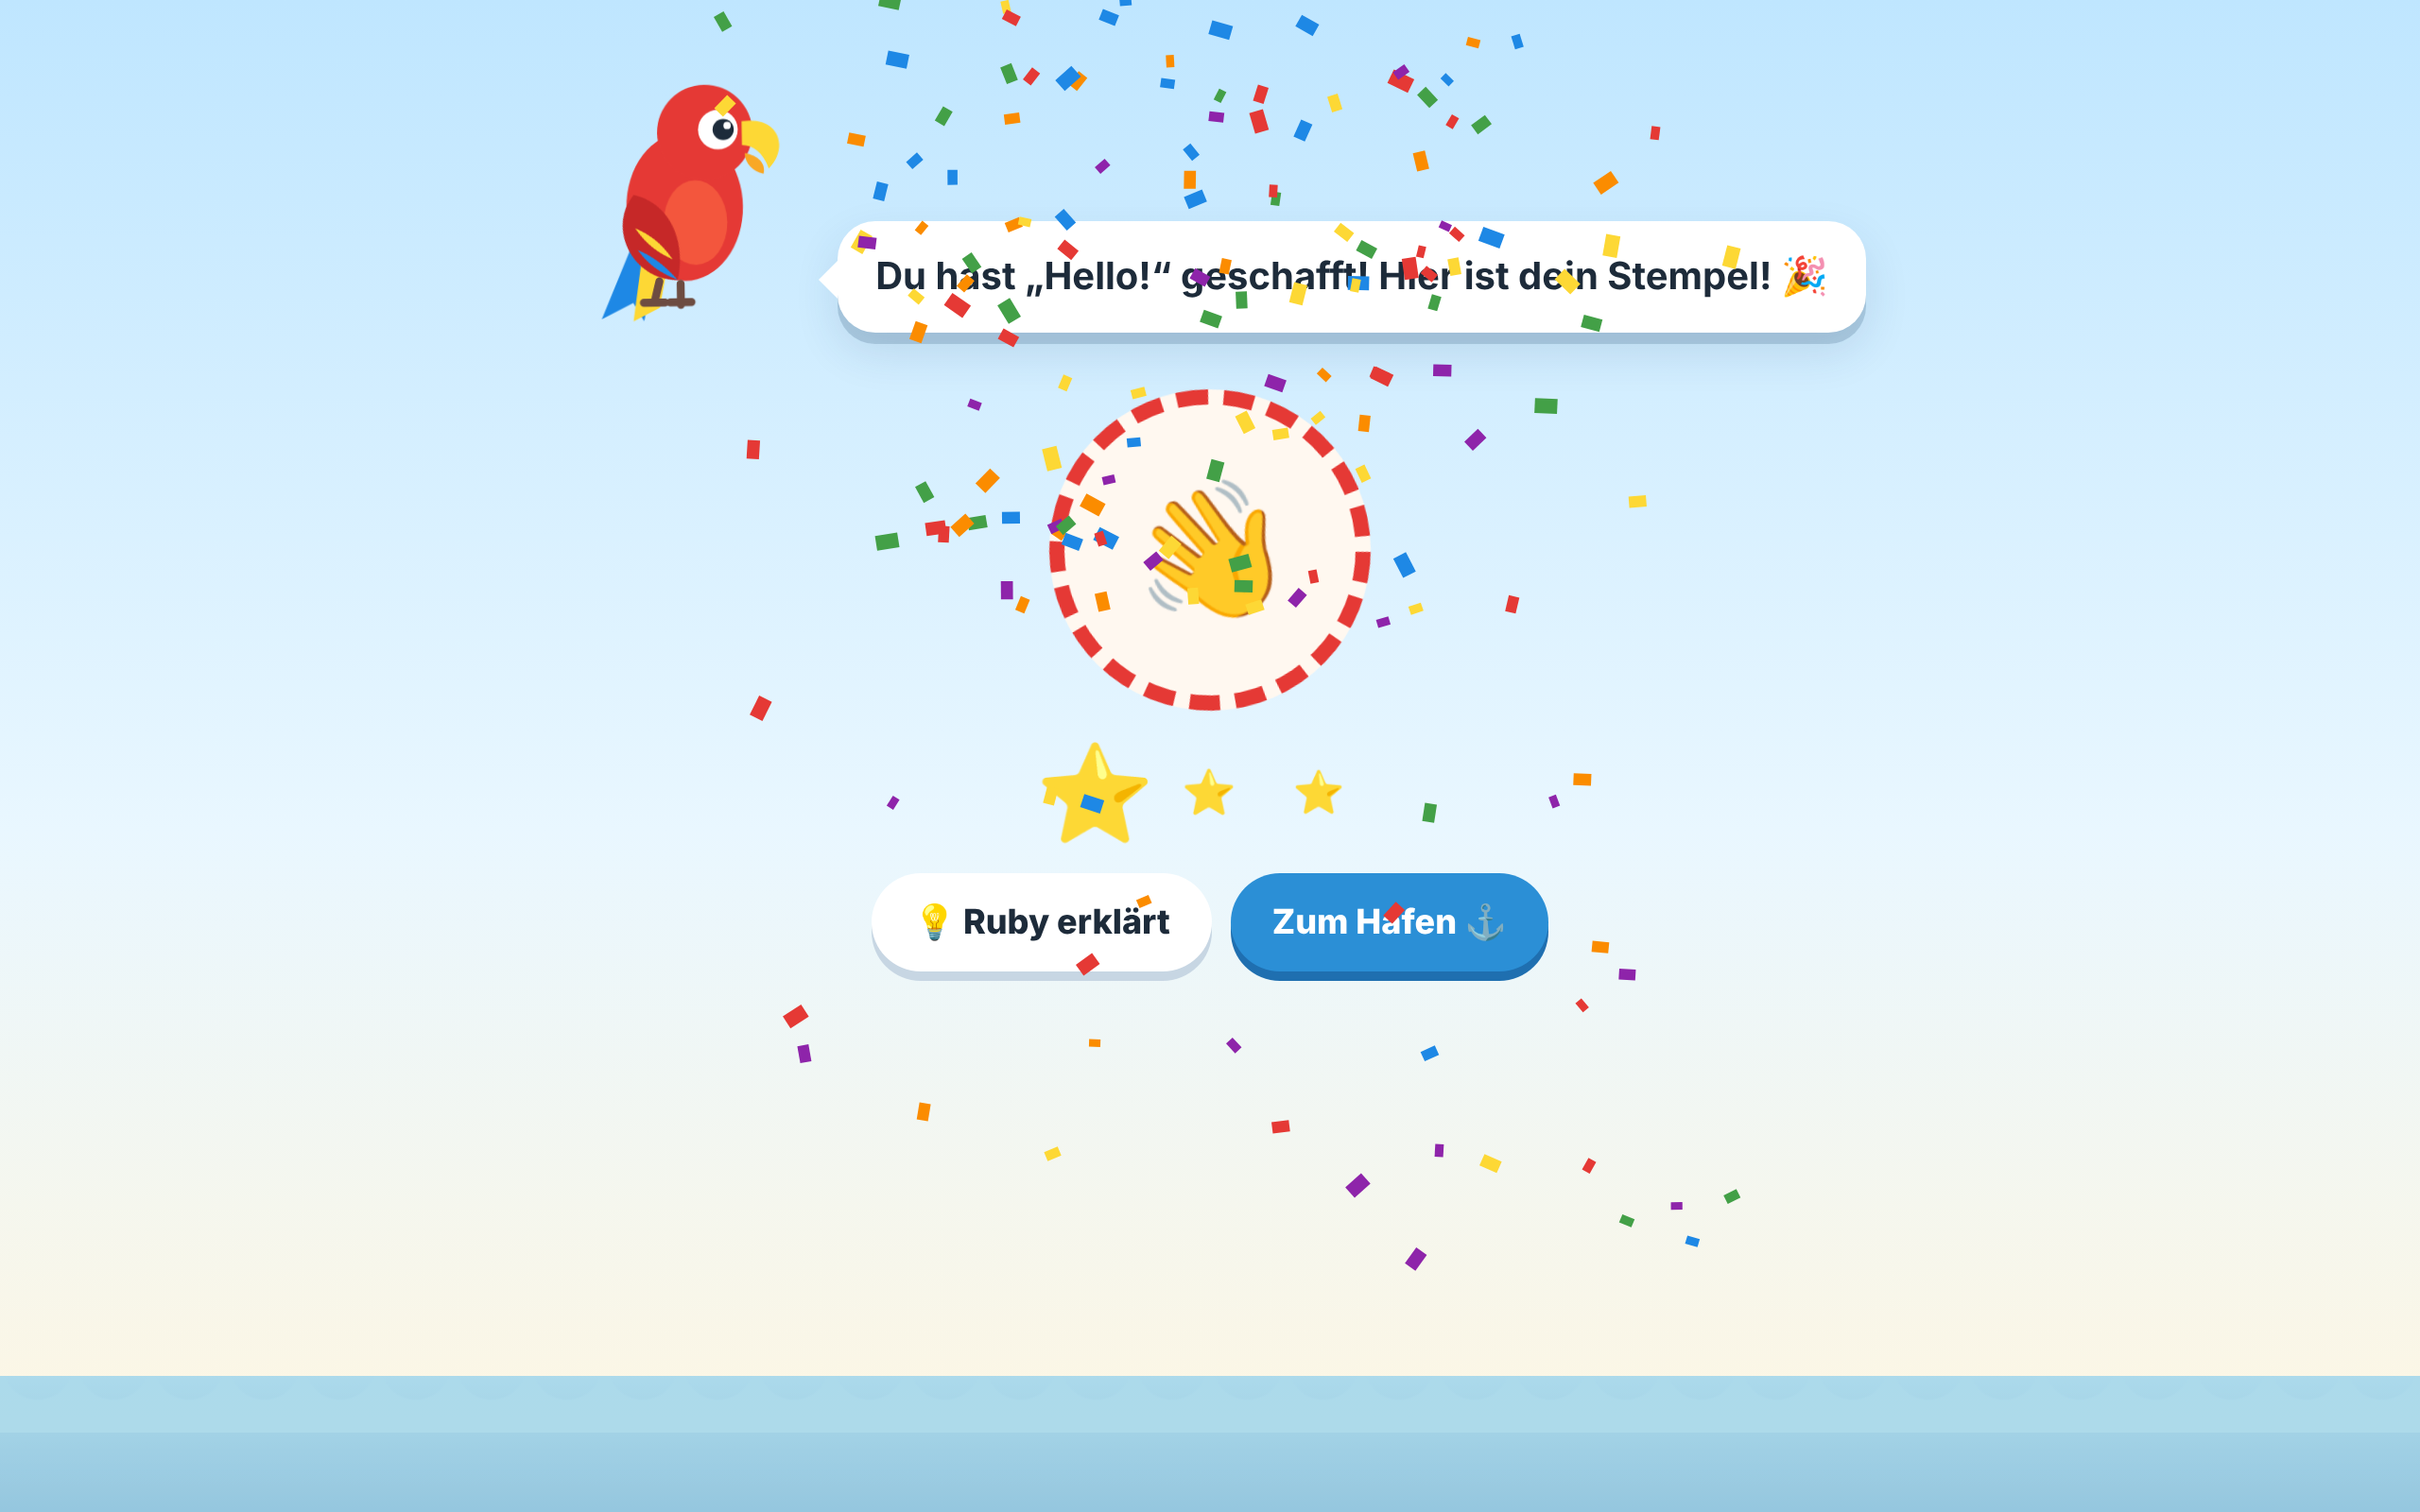 Du hast „Hello!“ geschafft! Hier ist dein Stempel! 🎉
💡 Ruby erklärt
Zum Hafen ⚓